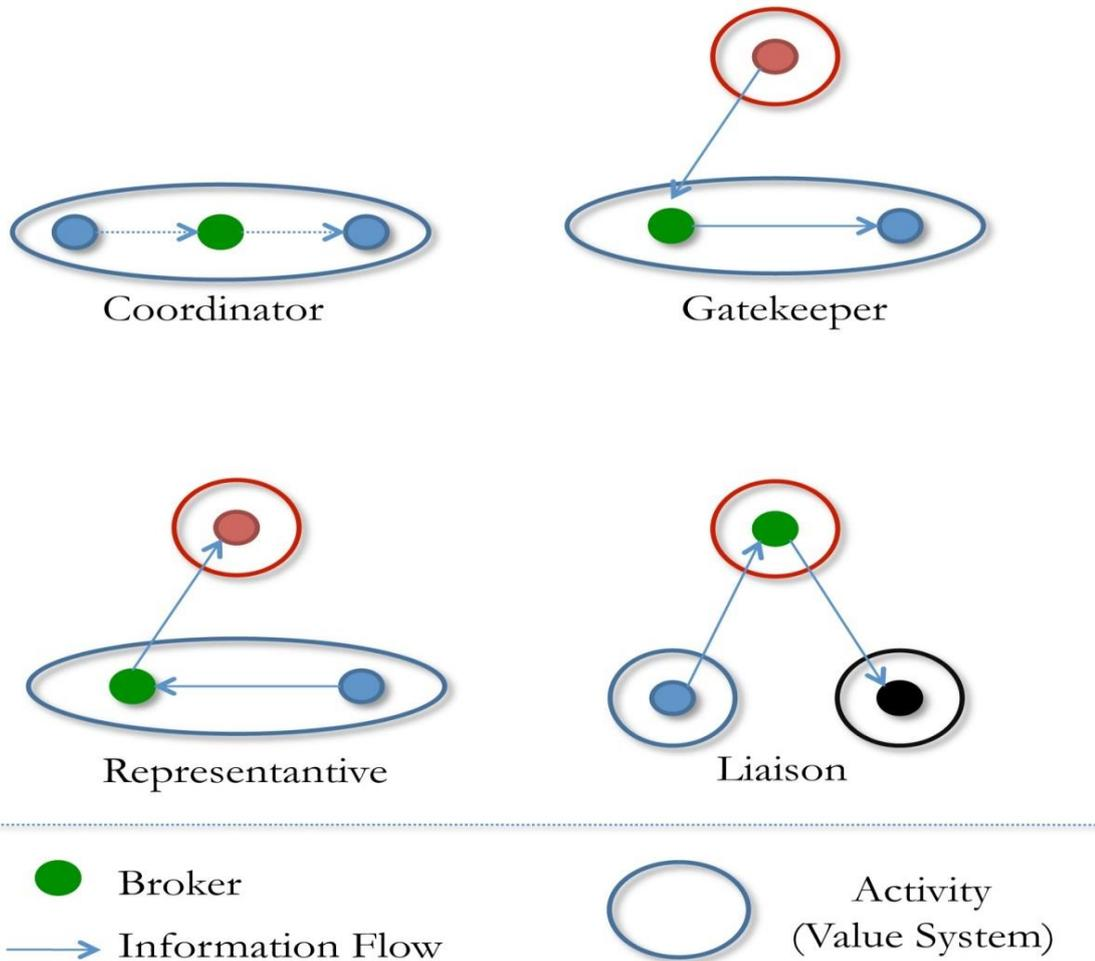 Coordinator
Gatekeeper
Representantive
Liaison
Broker
Information Flow
Activity
(Value System)